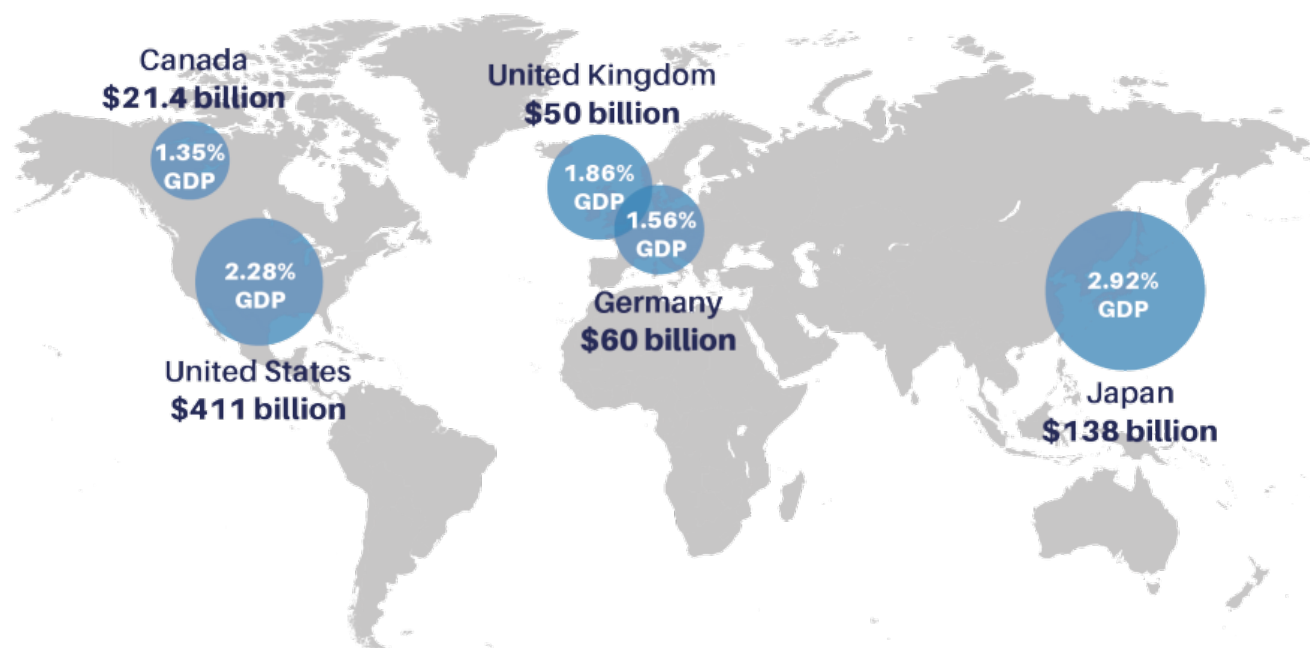 Canada
$21.4 billion
1.35%
GDP
United States
$411 billion
2.28%
GDP
United Kingdom
$50 billion
1.86%
GDP
1.56%
GDP
Germany
$60 billion
2.92%
GDP
Japan
$138 billion